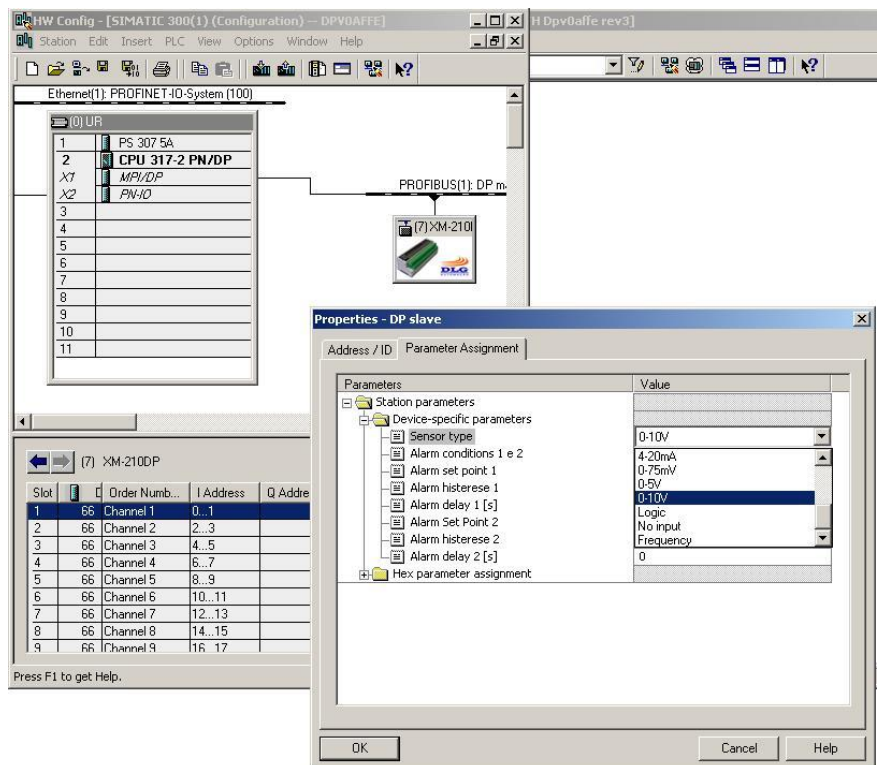 HW Config - [SIMATIC 300(1) (Configuration) -- DPV0AFFE]
H Dpv0affe rev3]
Station Edit Insert PLC View Options Window Help
Ethernet(1): PROFINET-IO-System (100)
(0) UR
1 PS 307 5A
2 CPU 317-2 PN/DP
X1 MPI/DP
X2 PN-IO
3
4
5
6
7
8
9
10
11
PROFIBUS(1): DP m
(7) XM-210
DLG
Properties - DP slave
Address / ID Parameter Assignment
Parameters Value
Station parameters
Device-specific parameters
Sensor type 0-10V
Alarm conditions 1 e 2
Alarm set point 1
Alarm histerese 1
Alarm delay 1 [s]
Alarm Set Point 2
Alarm histerese 2
Alarm delay 2 [s] 0
Hex parameter assignment
4-20mA
0-75mV
0-5V
0-10V
Logic
No input
Frequency
(7) XM-210DP
Slot D Order Numb... I Address Q Addre
1 66 Channel 1 0...1
2 66 Channel 2 2...3
3 66 Channel 3 4...5
4 66 Channel 4 6...7
5 66 Channel 5 8...9
6 66 Channel 6 10...11
7 66 Channel 7 12...13
8 66 Channel 8 14...15
9 66 Channel 9 16...17
Press F1 to get Help.
OK Cancel Help